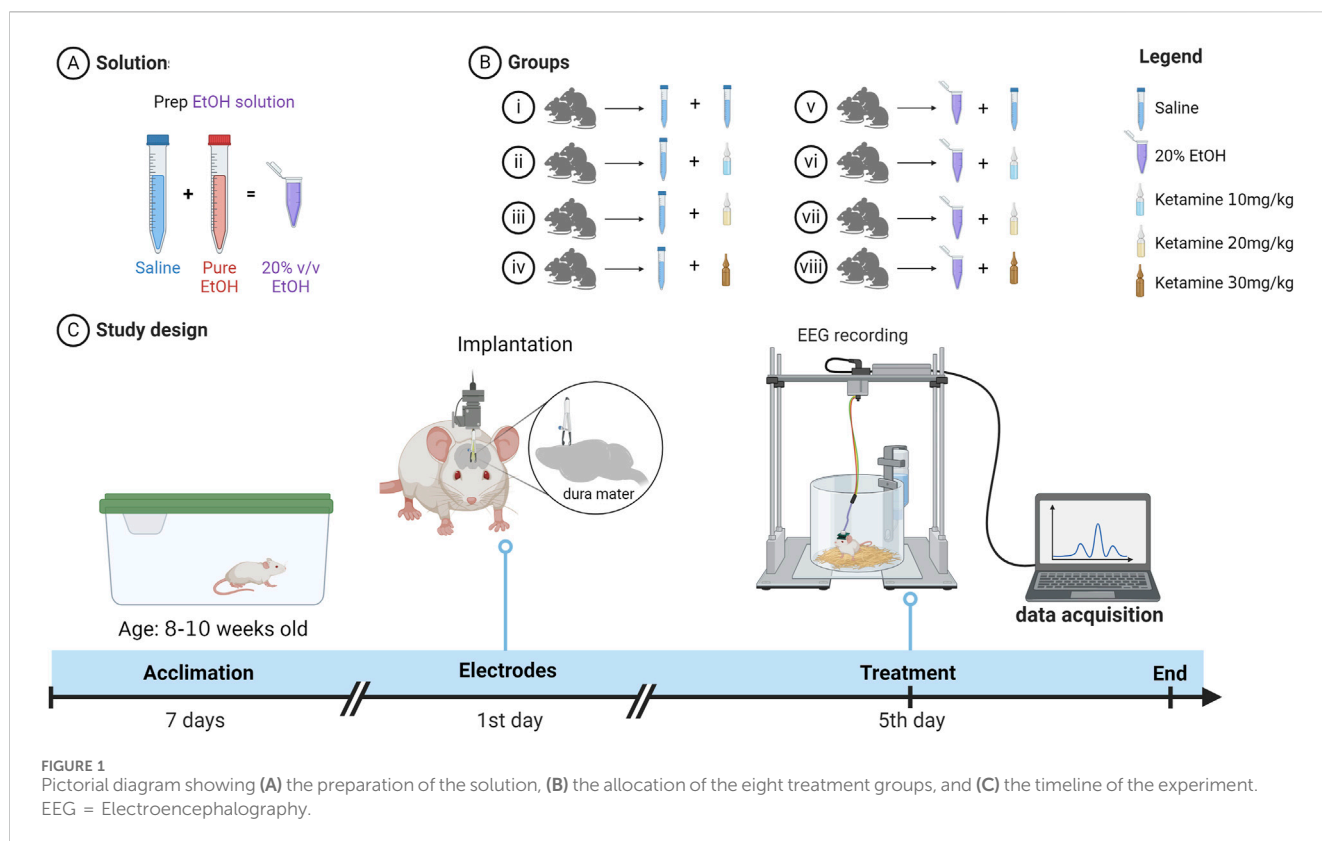 A Solution:
Prep EtOH solution
+
=
Saline
Pure
EtOH
20% v/v
EtOH
B Groups
i +
ii +
iii +
iv +
v +
vi +
vii +
viii +
Legend
Saline
20% EtOH
Ketamine 10mg/kg
Ketamine 20mg/kg
Ketamine 30mg/kg
C Study design
Implantation
dura mater
EEG recording
data acquisition
Age: 8-10 weeks old
Acclimation
Electrodes
Treatment
End
7 days
1st day
5th day
FIGURE 1
Pictorial diagram showing (A) the preparation of the solution, (B) the allocation of the eight treatment groups, and (C) the timeline of the experiment.
EEG = Electroencephalography.